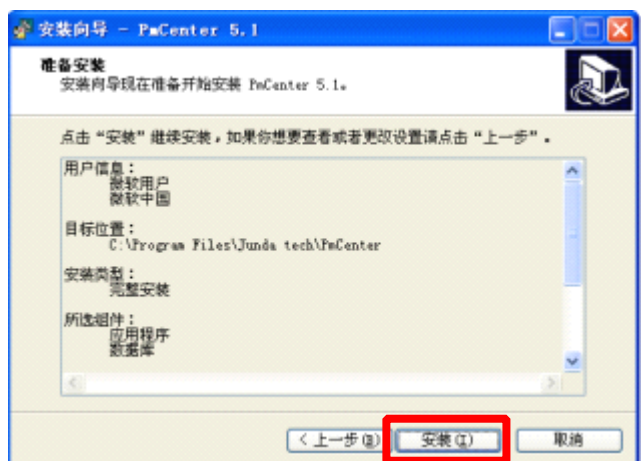 安装向导 - PmCenter 5.1
准备安装
安装向导现在准备开始安装 PmCenter 5.1。
点击“安装”继续安装，如果你想要查看或者更改设置请点击“上一步”。
用户信息：
微软用户
微软中国
目标位置：
C:\Program Files\Junda tech\PmCenter
安装类型：
完整安装
所选组件：
应用程序
数据库
< 上一步(B)
安装(I)
取消